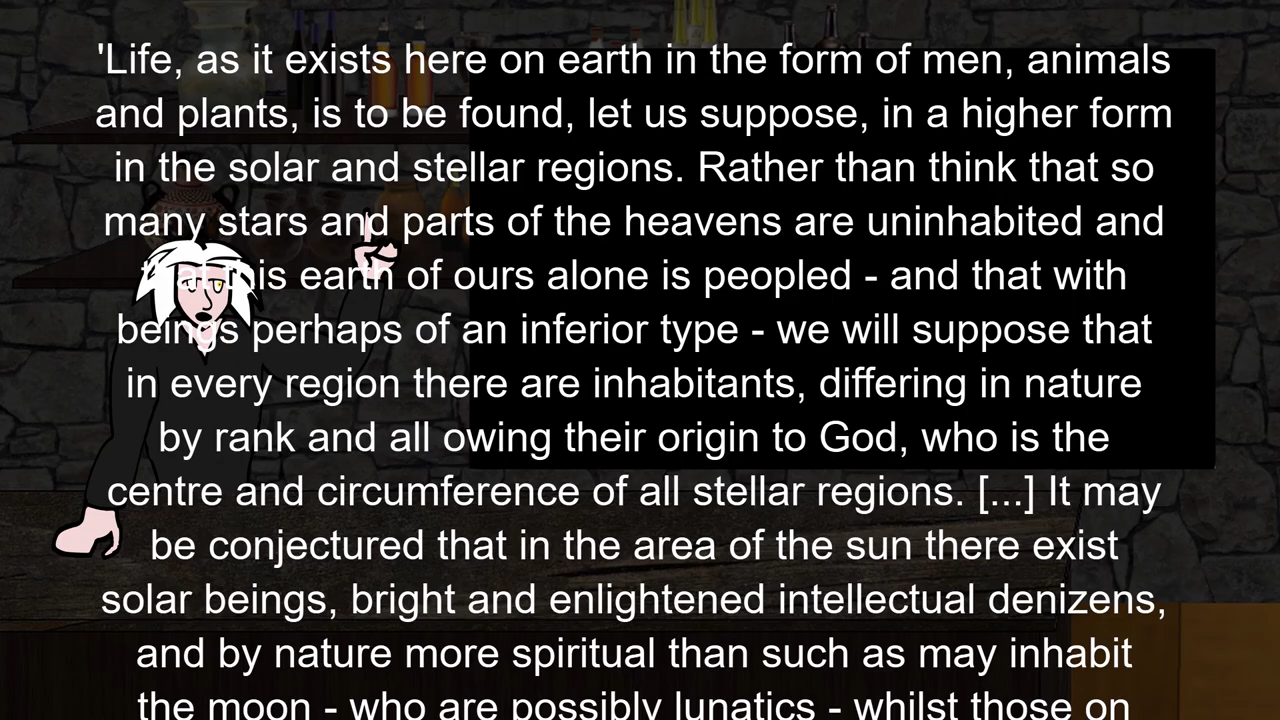 'Life, as it exists here on earth in the form of men, animals
and plants, is to be found, let us suppose, in a higher form
in the solar and stellar regions. Rather than think that so
many stars and parts of the heavens are uninhabited and
that this earth of ours alone is peopled - and that with
beings perhaps of an inferior type - we will suppose that
in every region there are inhabitants, differing in nature
by rank and all owing their origin to God, who is the
centre and circumference of all stellar regions. [...] It may
be conjectured that in the area of the sun there exist
solar beings, bright and enlightened intellectual denizens,
and by nature more spiritual than such as may inhabit
the moon - who are possibly lunatics - whilst those on